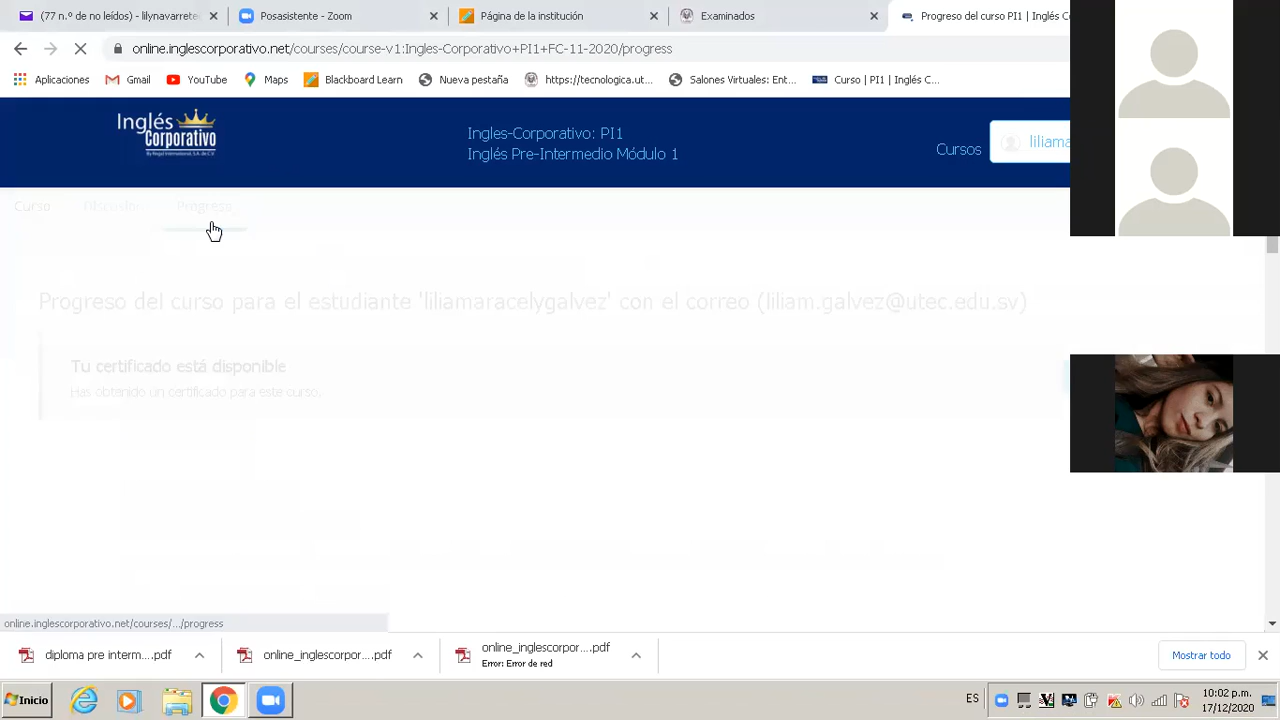 (77 n.º de leídos) - lilynavarrete
Posasistente - Zoom
Página de la institución
Examinados
Progreso del curso PI1 | Inglés Co
online.inglescorporativo.net/courses/course-v1:Ingles-Corporativo+PI1+FC-11-2020/progress
Aplicaciones
Gmail
YouTube
Maps
Blackboard Learn
Nueva pestaña
https://tecnologica.ut...
Salones Virtuales: Ent...
Curso | PI1 | Inglés C...
Inglés
Corporativo
By Regal International, S.A. de C.V.
Ingles-Corporativo: PI1
Inglés Pre-Intermedio Módulo 1
Cursos
liliama
Curso
Discusión
Progreso
Progreso del curso para el estudiante 'liliamaracelygalvez' con el correo (liliam.galvez@utec.edu.sv)
Tu certificado está disponible
Has obtenido un certificado para este curso.
online.inglescorporativo.net/courses/.../progress
diploma pre interm....pdf
online_inglescorpor....pdf
online_inglescorpor....pdf
Error: Error de red
Mostrar todo
Inicio
ES
10:02 p.m.
17/12/2020